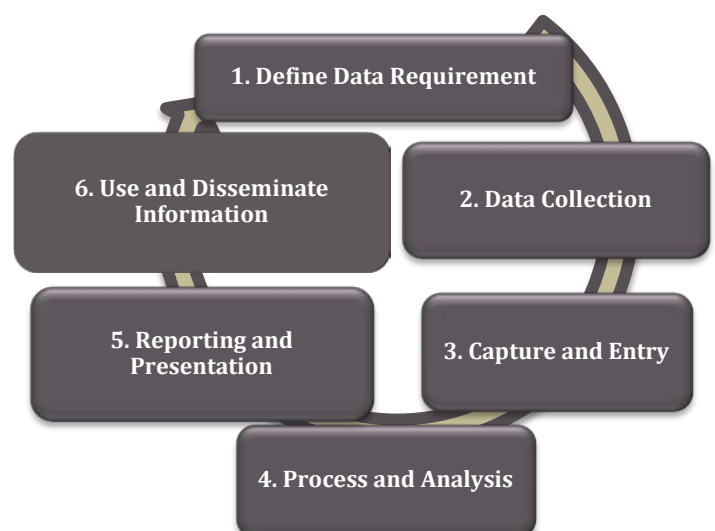 1. Define Data Requirement
2. Data Collection
3. Capture and Entry
4. Process and Analysis
5. Reporting and
Presentation
6. Use and Disseminate
Information